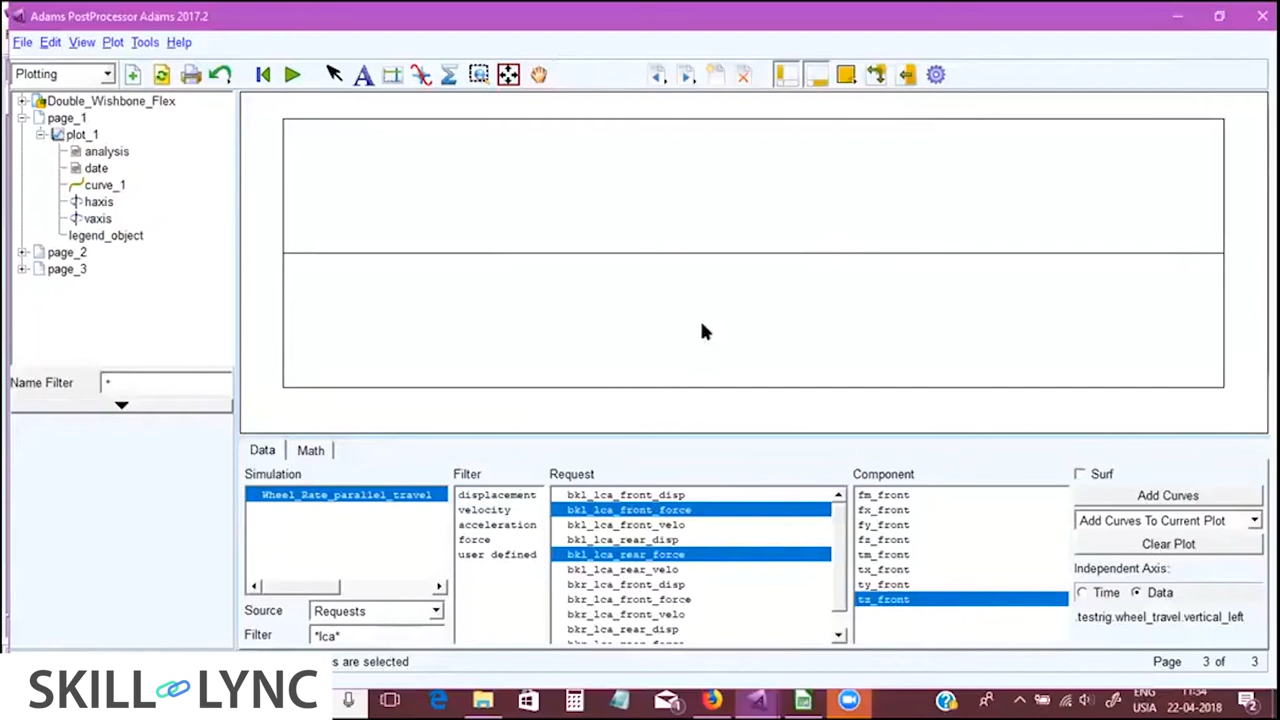 Adams PostProcessor Adams 2017.2
File Edit View Plot Tools Help
Plotting
Double_Wishbone_Flex
page_1
plot_1
analysis
date
curve_1
haxis
vaxis
legend_object
page_2
page_3
Name Filter *
Data Math
Simulation Filter Request Component Surf
Wheel_Rate_parallel_travel
displacement
velocity
acceleration
force
user defined
bkl_lca_front_disp
bkl_lca_front_force
bkl_lca_front_velo
bkl_lca_rear_disp
bkl_lca_rear_force
bkl_lca_rear_velo
bkr_lca_front_disp
bkr_lca_front_force
bkr_lca_front_velo
bkr_lca_rear_disp
fm_front
fx_front
fy_front
fz_front
tm_front
tx_front
ty_front
tz_front
Add Curves
Add Curves To Current Plot
Clear Plot
Independent Axis:
Time Data
.testrig.wheel_travel.vertical_left
Source Requests
Filter *lca*
s are selected
Page 3 of 3
SKILL LYNC
ENG
USIA
11:34
22-04-2018